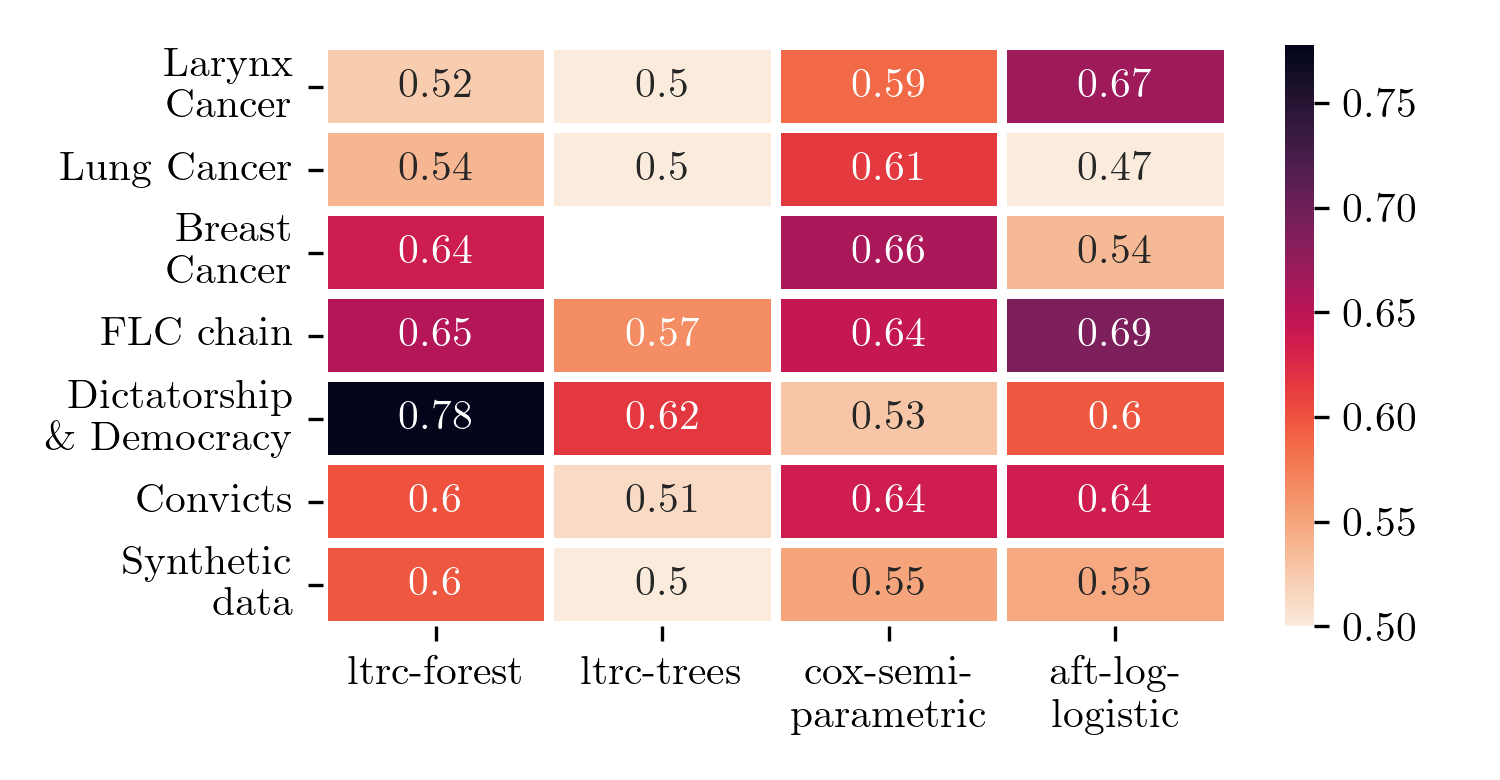 Larynx
Cancer
0.52 0.5 0.59 0.67
Lung Cancer 0.54 0.5 0.61 0.47
Breast
Cancer
0.64 0.66 0.54
FLC chain 0.65 0.57 0.64 0.69
Dictatorship
& Democracy
0.78 0.62 0.53 0.6
Convicts 0.6 0.51 0.64 0.64
Synthetic
data
0.6 0.5 0.55 0.55
ltrc-forest ltrc-trees cox-semi-
parametric
aft-log-
logistic
0.75
0.70
0.65
0.60
0.55
0.50